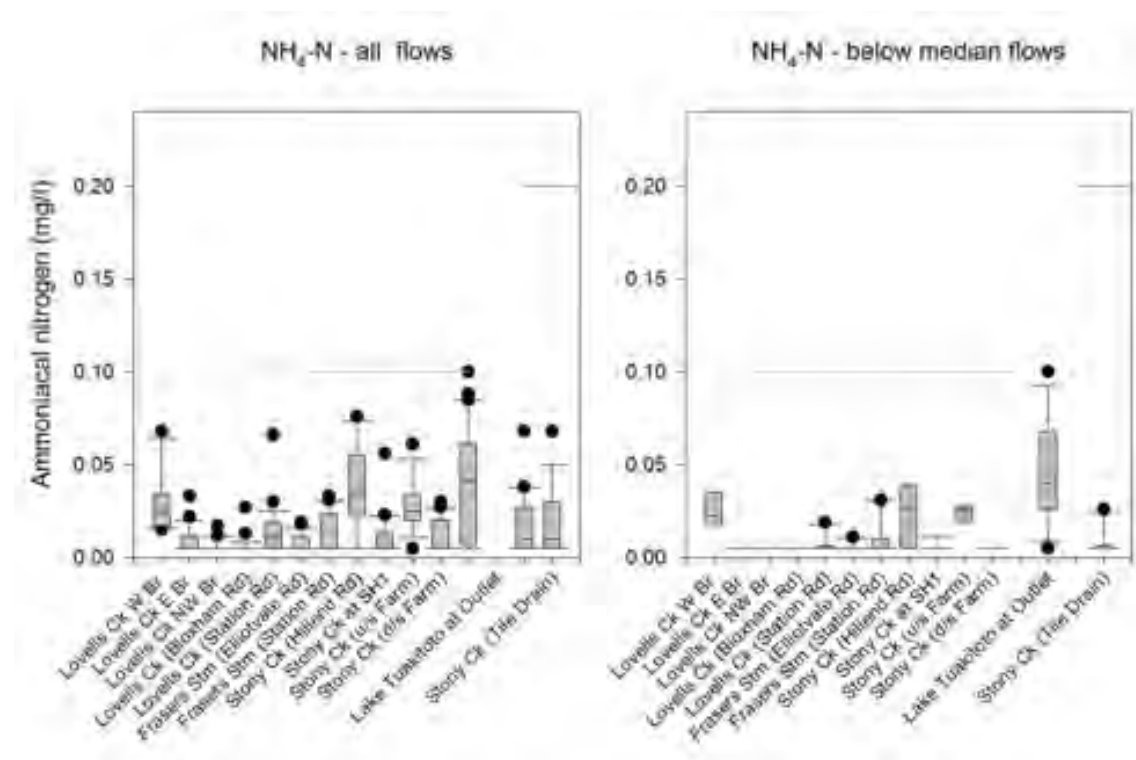 NH4-N - all flows
NH4-N - below median flows
Ammoniacal nitrogen (mg/l)
0.20
0.15
0.10
0.05
0.00
0.20
0.15
0.10
0.05
0.00
Lovells Ck W Br
Lovells Ck E Br
Lovells Ck NW Br
Lovells Ck (Bloxham Rd)
Lovells Ck (Station Rd)
Frasers Stm (Elliotvale Rd)
Frasers Stm (Station Rd)
Stony Ck (Hillend Rd)
Stony Ck at SH1
Stony Ck (u/s Farm)
Stony Ck (d/s Farm)
Lake Tuakitoto at Outlet
Stony Ck (Tile Drain)
Lovells Ck W Br
Lovells Ck E Br
Lovells Ck NW Br
Lovells Ck (Bloxham Rd)
Lovells Ck (Station Rd)
Frasers Stm (Elliotvale Rd)
Frasers Stm (Station Rd)
Stony Ck (Hillend Rd)
Stony Ck at SH1
Stony Ck (u/s Farm)
Stony Ck (d/s Farm)
Lake Tuakitoto at Outlet
Stony Ck (Tile Drain)